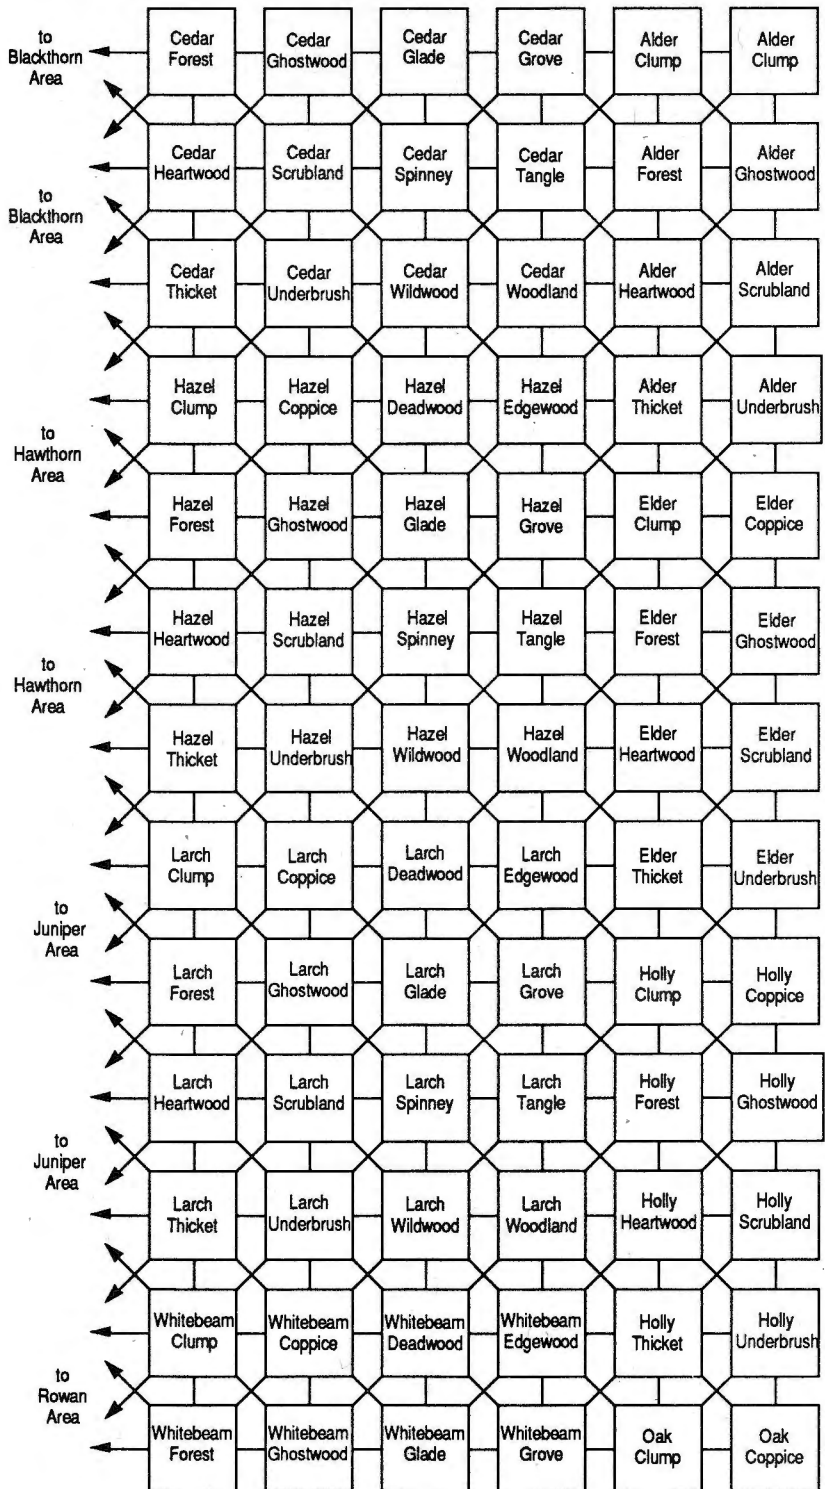 to
Blackthorn
Area
Cedar
Forest
Cedar
Ghostwood
Cedar
Glade
Cedar
Grove
Alder
Clump
Alder
Clump
Cedar
Heartwood
Cedar
Scrubland
Cedar
Spinney
Cedar
Tangle
Alder
Forest
Alder
Ghostwood
to
Blackthorn
Area
Cedar
Thicket
Cedar
Underbrush
Cedar
Wildwood
Cedar
Woodland
Alder
Heartwood
Alder
Scrubland
Hazel
Clump
Hazel
Coppice
Hazel
Deadwood
Hazel
Edgewood
Alder
Thicket
Alder
Underbrush
to
Hawthorn
Area
Hazel
Forest
Hazel
Ghostwood
Hazel
Glade
Hazel
Grove
Elder
Clump
Elder
Coppice
Hazel
Heartwood
Hazel
Scrubland
Hazel
Spinney
Hazel
Tangle
Elder
Forest
Elder
Ghostwood
to
Hawthorn
Area
Hazel
Thicket
Hazel
Underbrush
Hazel
Wildwood
Hazel
Woodland
Elder
Heartwood
Elder
Scrubland
Larch
Clump
Larch
Coppice
Larch
Deadwood
Larch
Edgewood
Elder
Thicket
Elder
Underbrush
to
Juniper
Area
Larch
Forest
Larch
Ghostwood
Larch
Glade
Larch
Grove
Holly
Clump
Holly
Coppice
Larch
Heartwood
Larch
Scrubland
Larch
Spinney
Larch
Tangle
Holly
Forest
Holly
Ghostwood
to
Juniper
Area
Larch
Thicket
Larch
Underbrush
Larch
Wildwood
Larch
Woodland
Holly
Heartwood
Holly
Scrubland
Whitebeam
Clump
Whitebeam
Coppice
Whitebeam
Deadwood
Whitebeam
Edgewood
Holly
Thicket
Holly
Underbrush
to
Rowan
Area
Whitebeam
Forest
Whitebeam
Ghostwood
Whitebeam
Glade
Whitebeam
Grove
Oak
Clump
Oak
Coppice